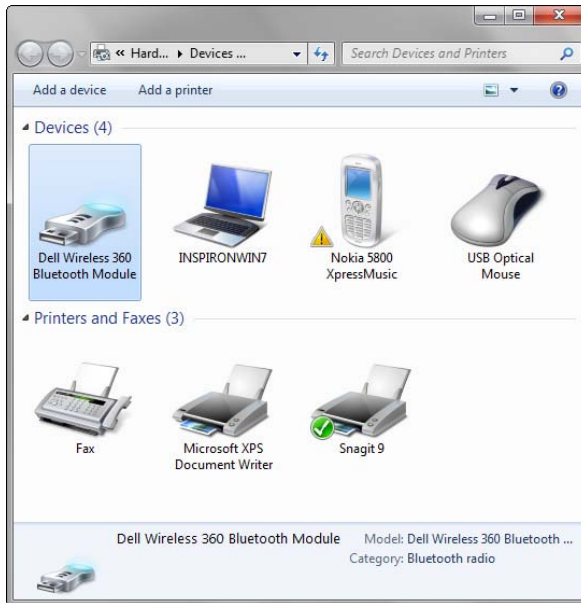 « Hard... ▸ Devices ...
Search Devices and Printers
Add a device Add a printer
Devices (4)
Dell Wireless 360
Bluetooth Module
INSPIRONWIN7
Nokia 5800
XpressMusic
USB Optical
Mouse
Printers and Faxes (3)
Fax
Microsoft XPS
Document Writer
Snagit 9
Dell Wireless 360 Bluetooth Module Model: Dell Wireless 360 Bluetooth ...
Category: Bluetooth radio